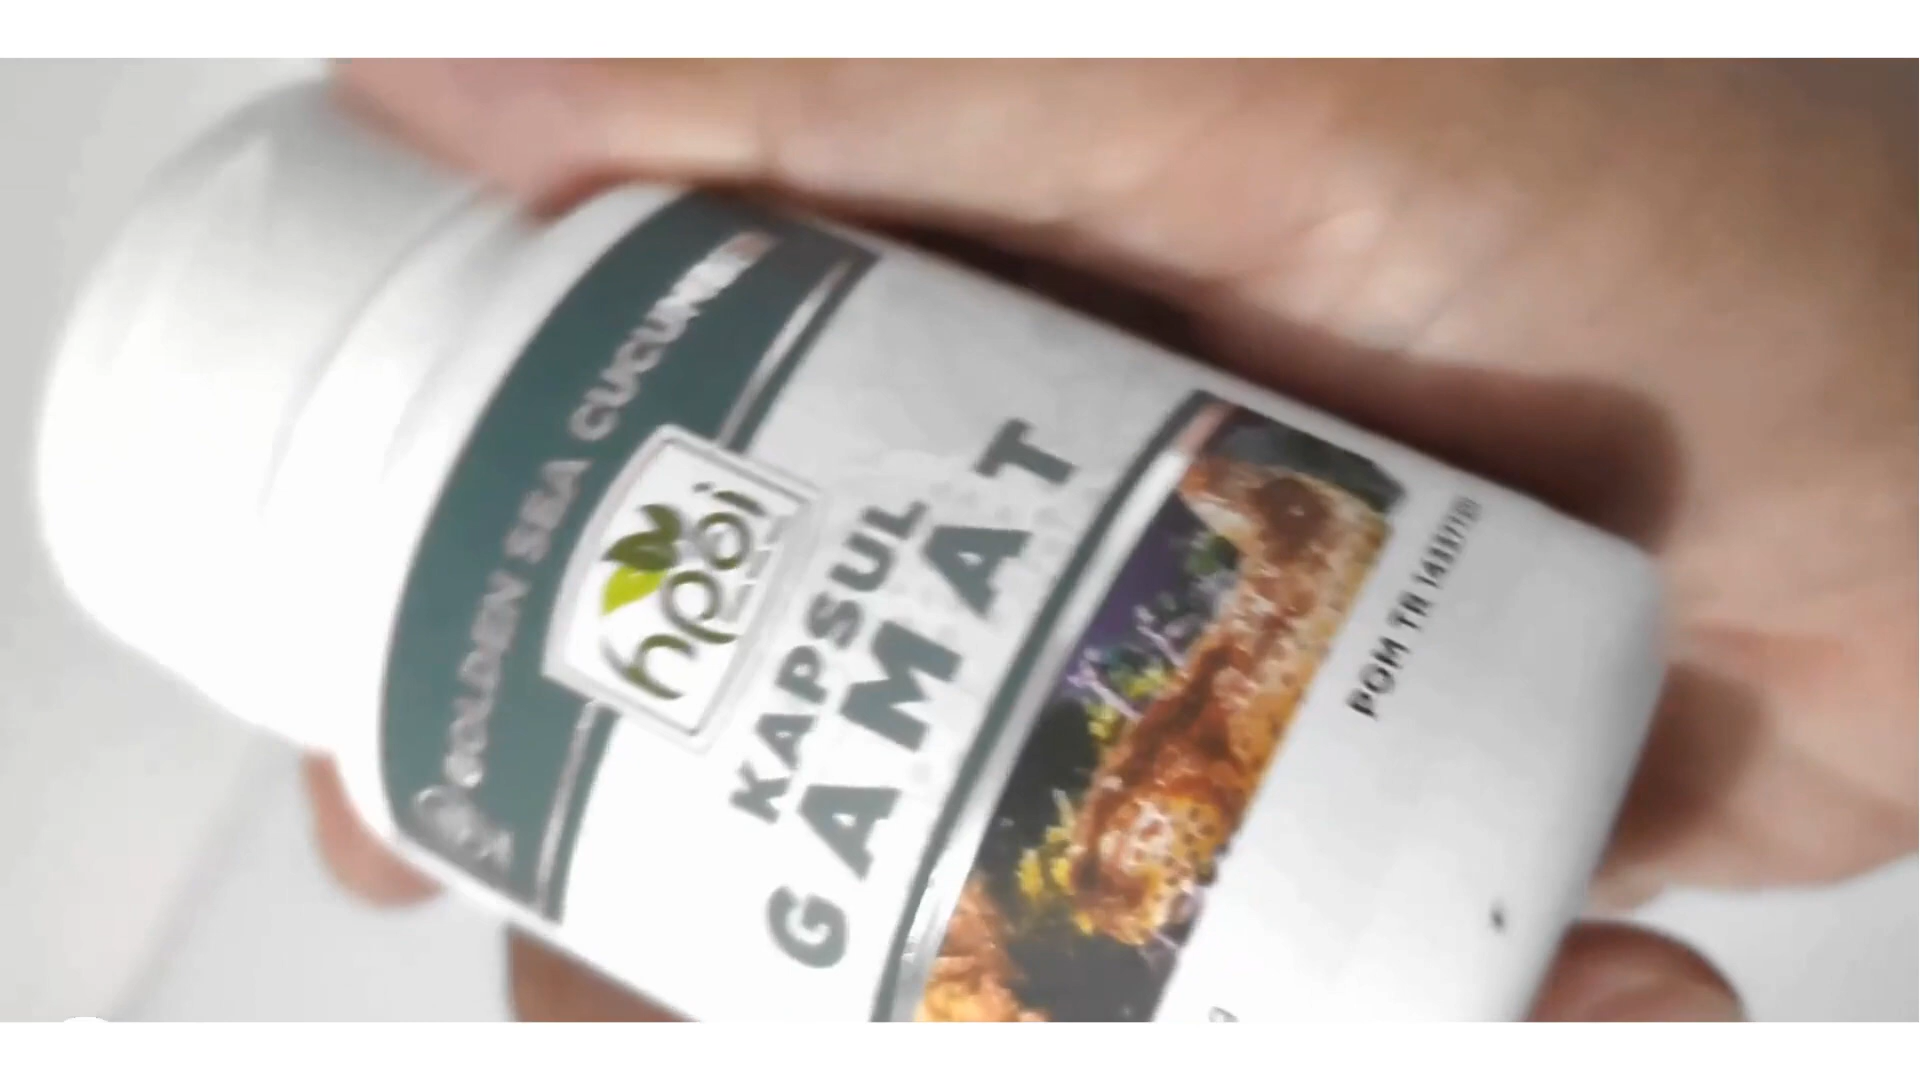 GOLDEN SEA CUCUMBER
hpai
KAPSUL
GAMAT
POM TR